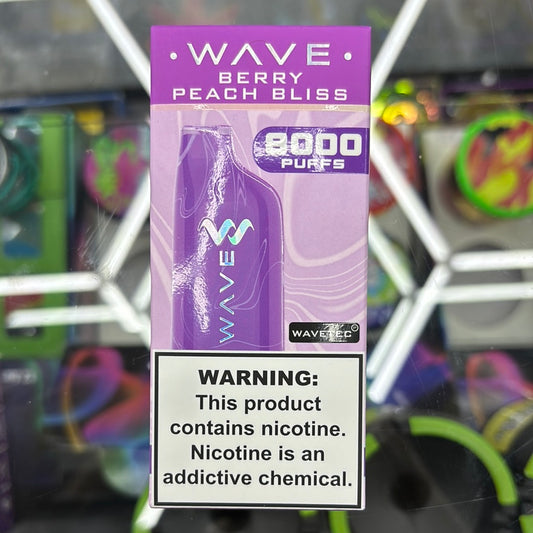 · WAVE ·
BERRY
PEACH BLISS
8000
PUFFS
WAVE
WAVETEC
WARNING:
This product
contains nicotine.
Nicotine is an
addictive chemical.